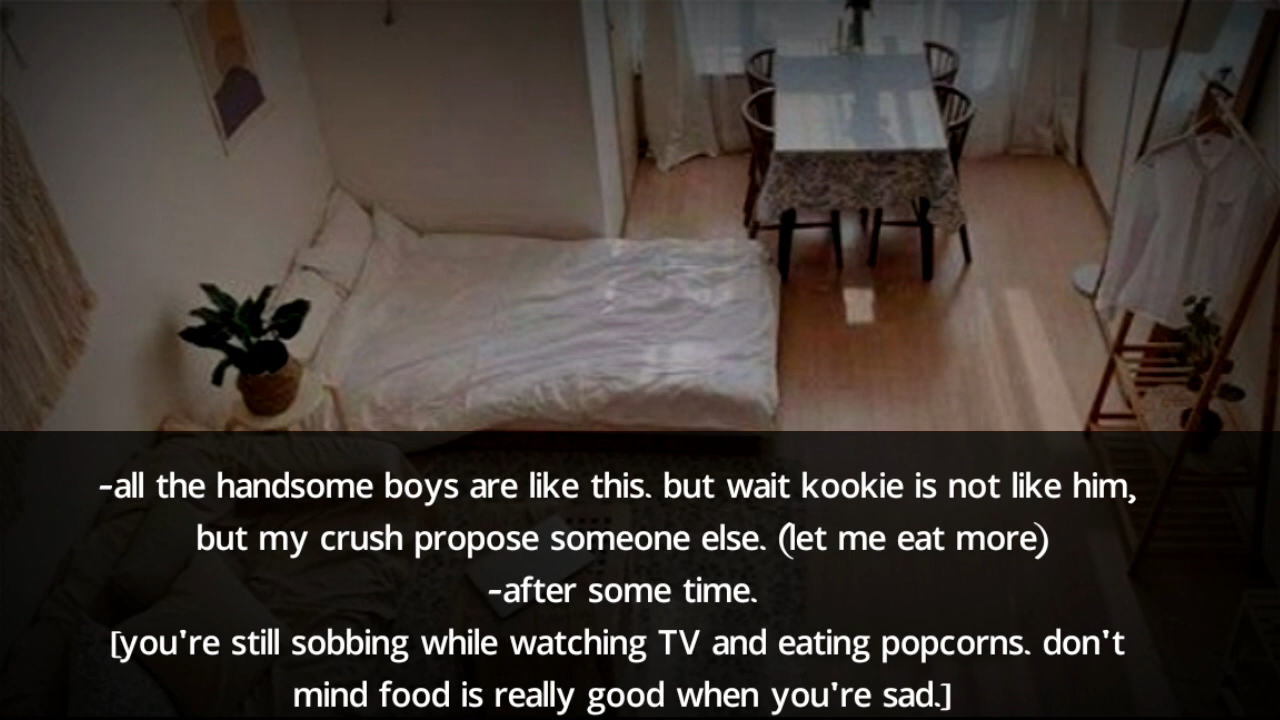 -all the handsome boys are like this. but wait kookie is not like him,
but my crush propose someone else. (let me eat more)
-after some time.
[you're still sobbing while watching TV and eating popcorns. don't
mind food is really good when you're sad.]